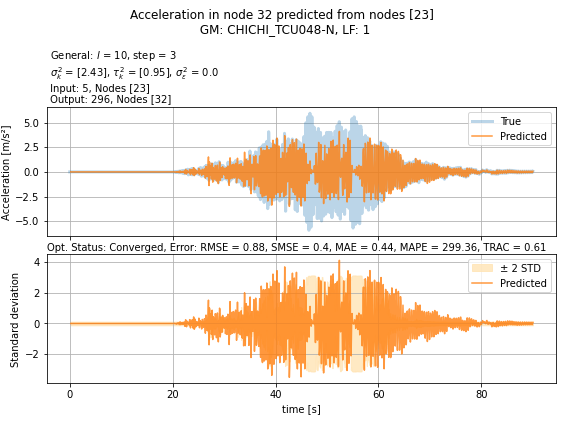 Acceleration in node 32 predicted from nodes [23]
GM: CHICHI_TCU048-N, LF: 1
General: l = 10, step = 3
σ²ₖ = [2.43], τ²ₖ = [0.95], σ²ε = 0.0
Input: 5, Nodes [23]
Output: 296, Nodes [32]
Acceleration [m/s²]
5.0
2.5
0.0
−2.5
−5.0
True
Predicted
Opt. Status: Converged, Error: RMSE = 0.88, SMSE = 0.4, MAE = 0.44, MAPE = 299.36, TRAC = 0.61
Standard deviation
4
2
0
−2
± 2 STD
Predicted
0 20 40 60 80
time [s]